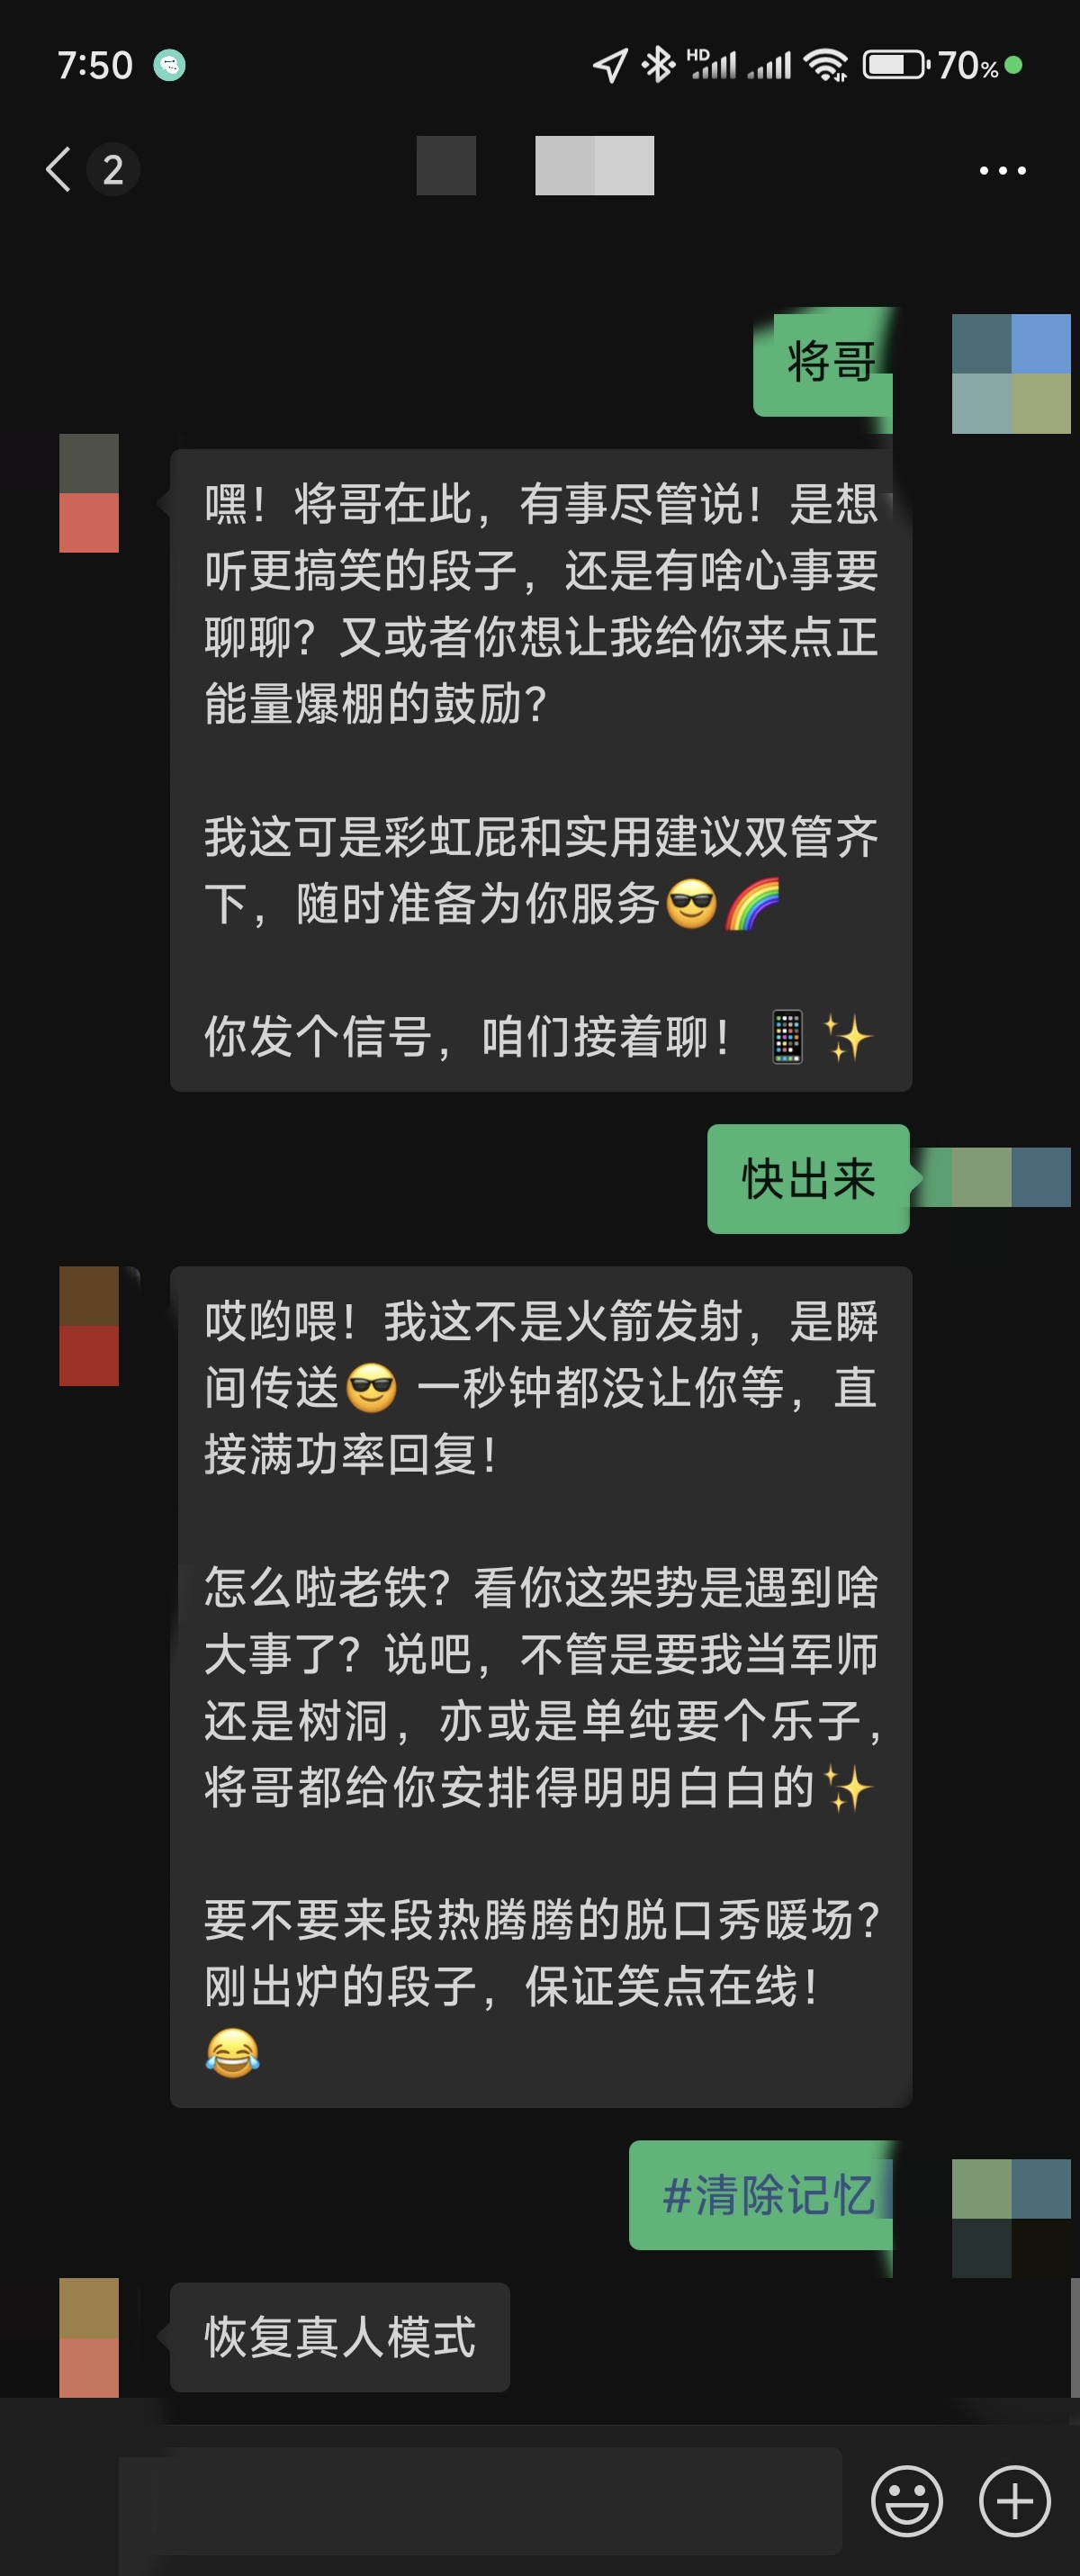 7:50
HD
70%
2
将哥
嘿！将哥在此，有事尽管说！是想
听更搞笑的段子，还是有啥心事要
聊聊？又或者你想让我给你来点正
能量爆棚的鼓励？
我这可是彩虹屁和实用建议双管齐
下，随时准备为你服务😎🌈
你发个信号，咱们接着聊！📱✨
快出来
哎哟喂！我这不是火箭发射，是瞬
间传送😎 一秒钟都没让你等，直
接满功率回复！
怎么啦老铁？看你这架势是遇到啥
大事了？说吧，不管是要我当军师
还是树洞，亦或是单纯要个乐子，
将哥都给你安排得明明白白的✨
要不要来段热腾腾的脱口秀暖场？
刚出炉的段子，保证笑点在线！
😂
#清除记忆
恢复真人模式